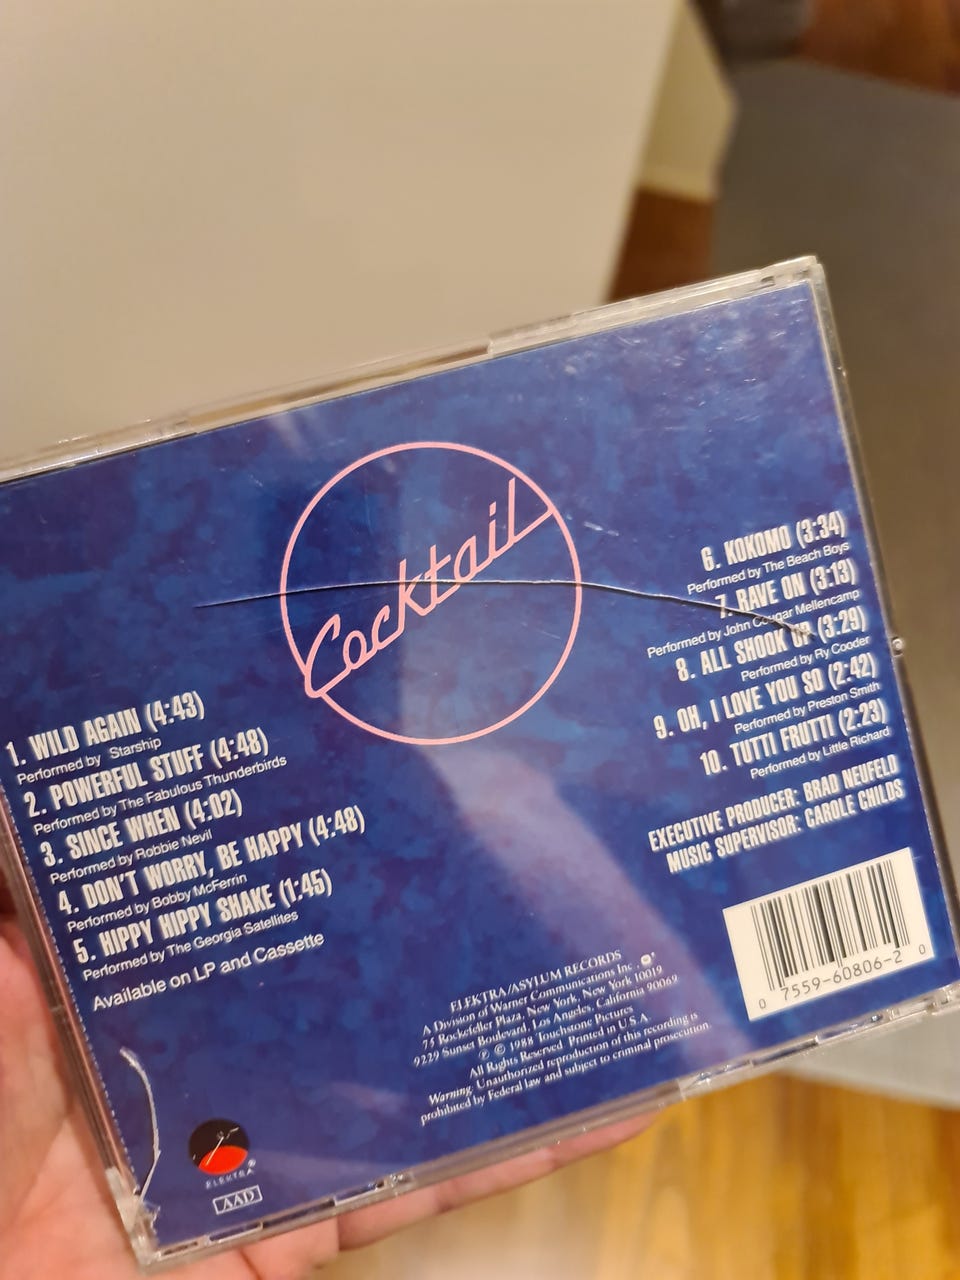 Cocktail
1. WILD AGAIN (4:43)
Performed by Starship
2. POWERFUL STUFF (4:48)
Performed by The Fabulous Thunderbirds
3. SINCE WHEN (4:02)
Performed by Robbie Nevil
4. DON'T WORRY, BE HAPPY (4:48)
Performed by Bobby McFerrin
5. HIPPY HIPPY SHAKE (1:45)
Performed by The Georgia Satellites
Available on LP and Cassette
6. KOKOMO (3:34)
Performed by The Beach Boys
7. RAVE ON (3:13)
Performed by John Cougar Mellencamp
8. ALL SHOOK UP (3:29)
Performed by Ry Cooder
9. OH, I LOVE YOU SO (2:42)
Performed by Preston Smith
10. TUTTI FRUTTI (2:23)
Performed by Little Richard
EXECUTIVE PRODUCER: BRAD NEUFELD
MUSIC SUPERVISOR: CAROLE CHILDS
ELEKTRA/ASYLUM RECORDS
A Division of Warner Communications Inc.
75 Rockefeller Plaza, New York, New York 10019
9229 Sunset Boulevard, Los Angeles, California 90069
℗ © 1988 Touchstone Pictures
All Rights Reserved. Printed in U.S.A.
Warning: Unauthorized reproduction of this recording is
prohibited by Federal law and subject to criminal prosecution.
0 7559-60806-2 0
ELEKTRA®
AAD